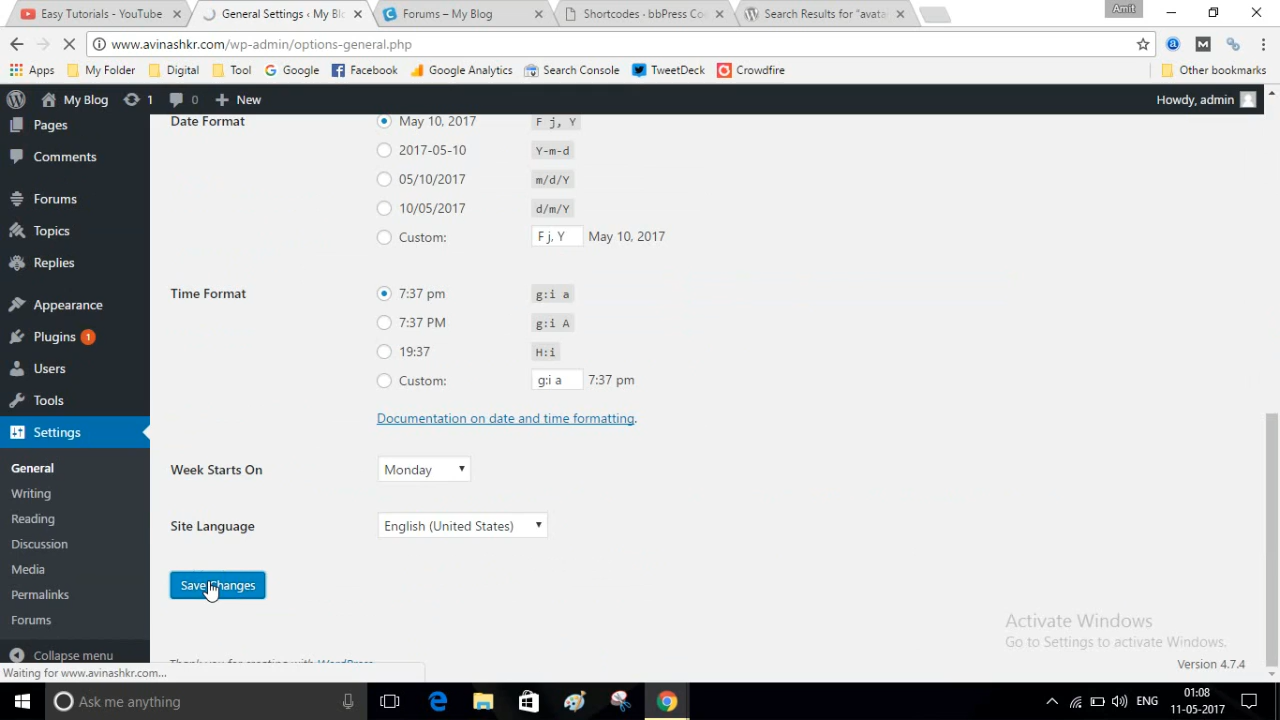 Easy Tutorials - YouTube
General Settings ‹ My Bl
Forums – My Blog
Shortcodes · bbPress Co
Search Results for "avata
Amit
www.avinashkr.com/wp-admin/options-general.php
Apps My Folder Digital Tool Google Facebook Google Analytics Search Console TweetDeck Crowdfire Other bookmarks
My Blog 1 0 New Howdy, admin
Pages
Comments
Forums
Topics
Replies
Appearance
Plugins 1
Users
Tools
Settings
General
Writing
Reading
Discussion
Media
Permalinks
Forums
Collapse menu
Date Format
May 10, 2017 F j, Y
2017-05-10 Y-m-d
05/10/2017 m/d/Y
10/05/2017 d/m/Y
Custom: F j, Y May 10, 2017
Time Format
7:37 pm g:i a
7:37 PM g:i A
19:37 H:i
Custom: g:i a 7:37 pm
Documentation on date and time formatting.
Week Starts On Monday
Site Language English (United States)
Save Changes
Thank you for creating with WordPress
Activate Windows
Go to Settings to activate Windows.
Version 4.7.4
Waiting for www.avinashkr.com...
Ask me anything
ENG
01:08
11-05-2017